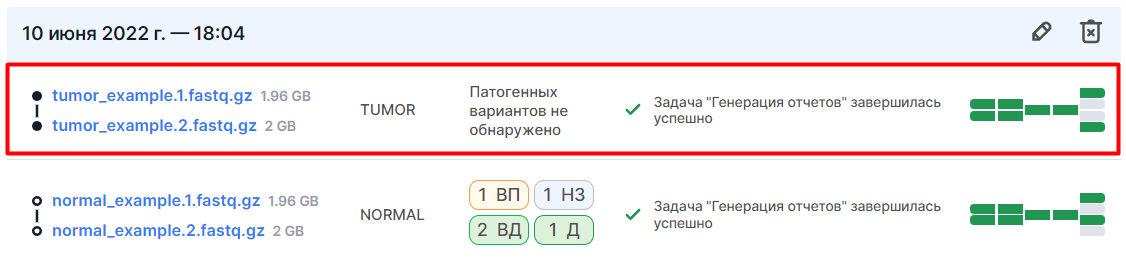 10 июня 2022 г. — 18:04
tumor_example.1.fastq.gz 1.96 GB
tumor_example.2.fastq.gz 2 GB
TUMOR
Патогенных
вариантов не
обнаружено
Задача "Генерация отчетов" завершилась
успешно
normal_example.1.fastq.gz 1.96 GB
normal_example.2.fastq.gz 2 GB
NORMAL
1 ВП 1 НЗ
2 ВД 1 Д
Задача "Генерация отчетов" завершилась
успешно